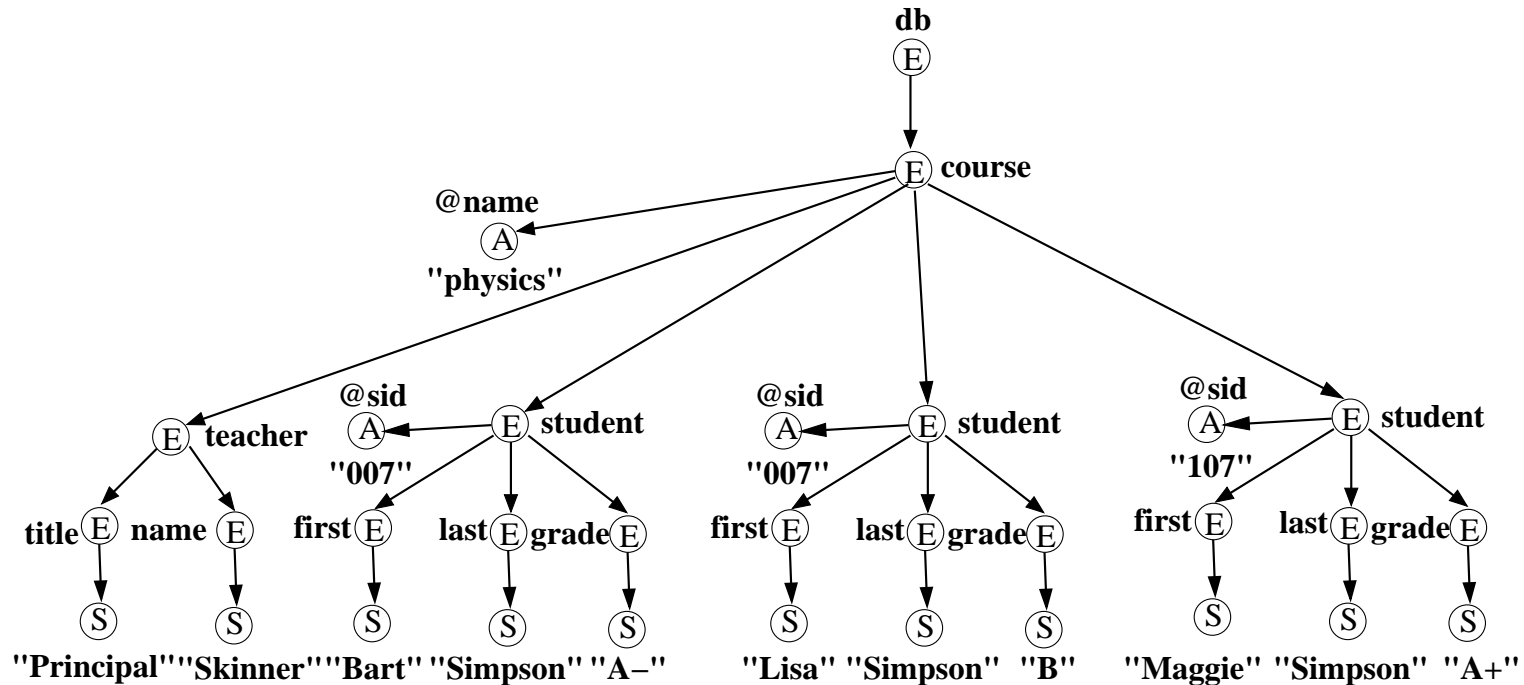 db
E
E course
@name
A
"physics"
@sid @sid @sid
E teacher A E student A E student A E student
"007" "007" "107"
title E name E first E last E grade E first E last E grade E first E last E grade E
S S S S S S S S S S S
"Principal" "Skinner" "Bart" "Simpson" "A−" "Lisa" "Simpson" "B" "Maggie" "Simpson" "A+"